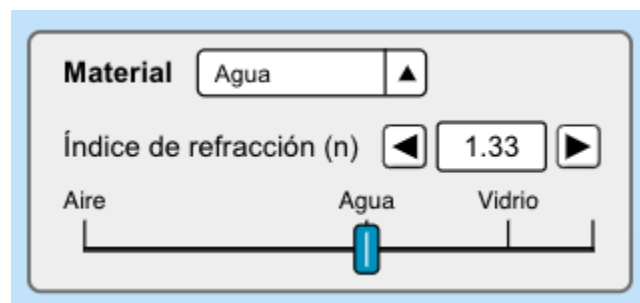 Material Agua
Índice de refracción (n) 1.33
Aire Agua Vidrio